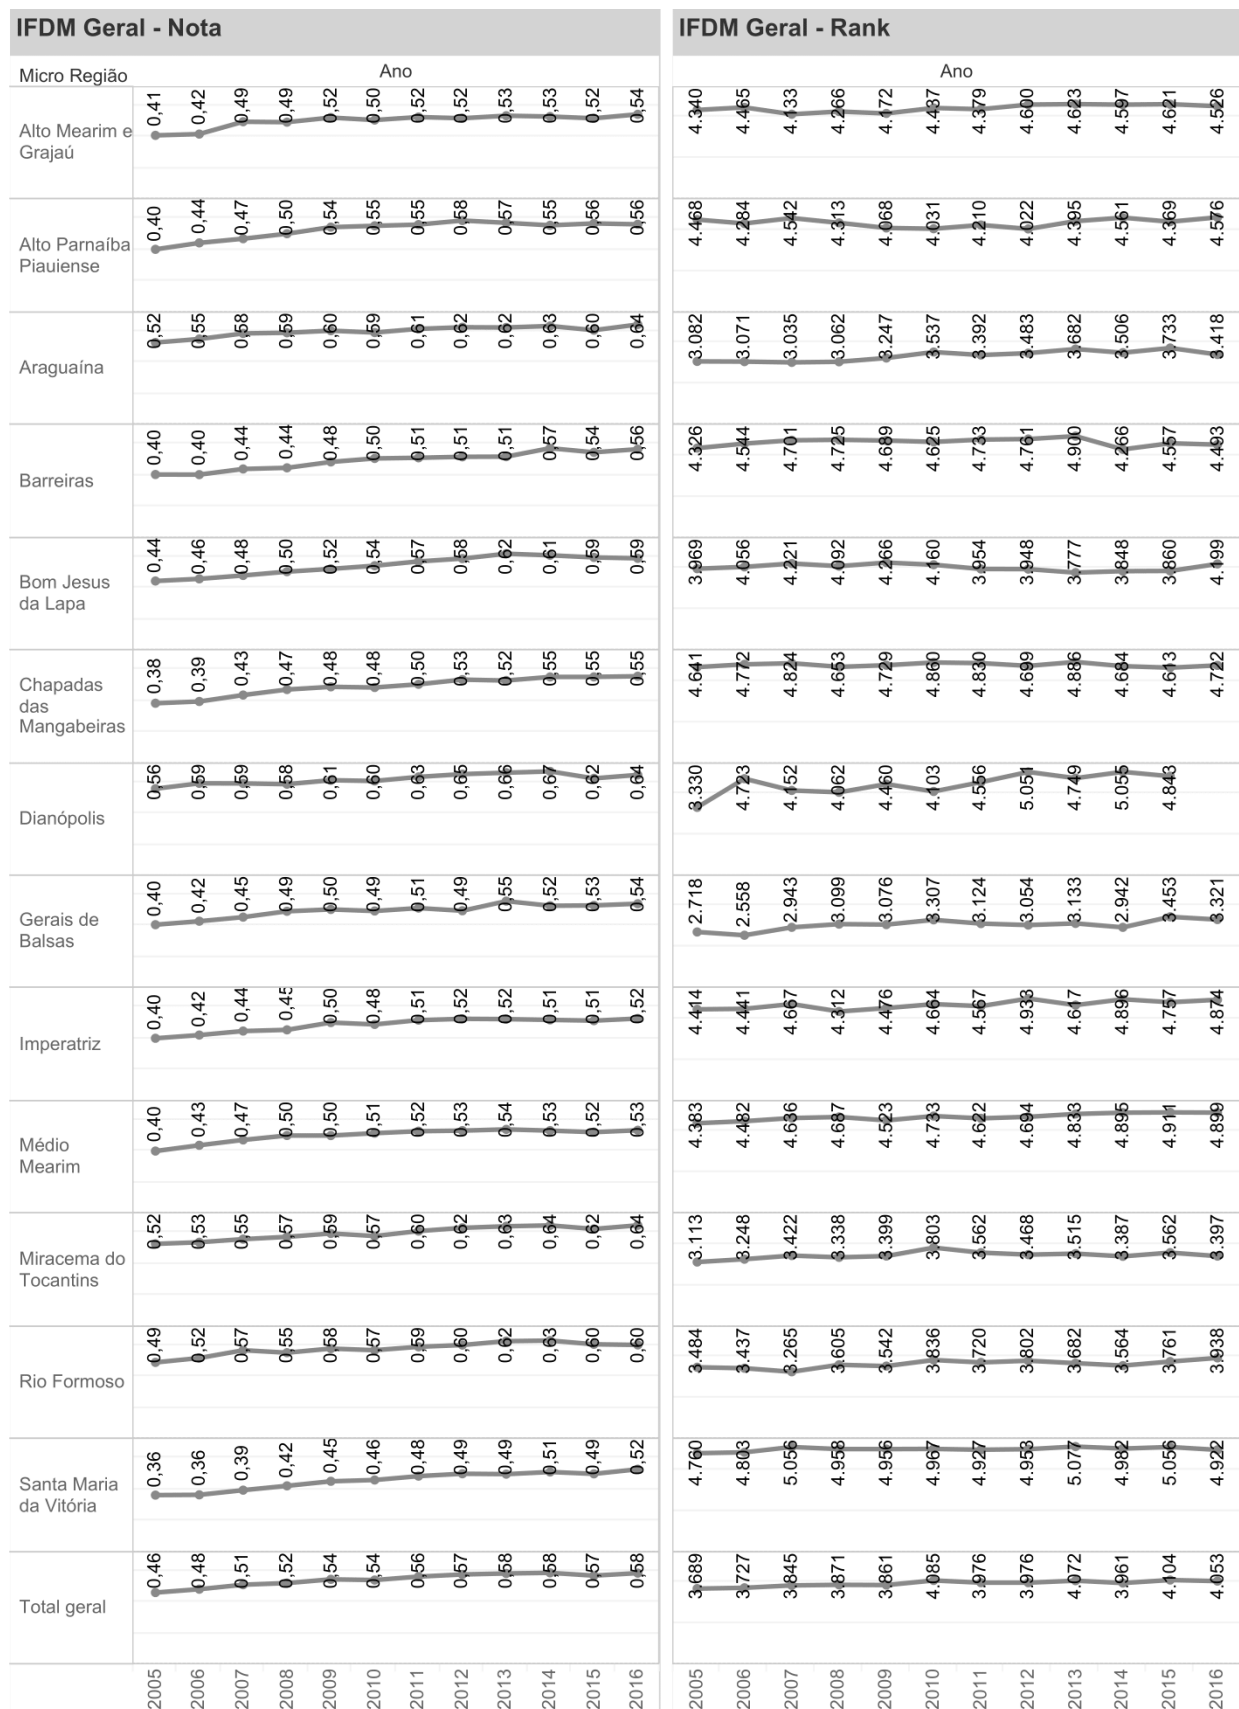 IFDM Geral - Nota
IFDM Geral - Rank
Micro Região
Ano
Ano
Alto Mearim e
Grajaú
0,41 0,42 0,49 0,49 0,52 0,50 0,52 0,52 0,53 0,53 0,52 0,54
4.340 4.465 4.133 4.266 4.172 4.437 4.379 4.600 4.623 4.597 4.621 4.526
Alto Parnaíba
Piauiense
0,40 0,44 0,47 0,50 0,54 0,55 0,55 0,58 0,57 0,55 0,56 0,56
4.468 4.284 4.542 4.313 4.068 4.031 4.210 4.022 4.395 4.561 4.369 4.576
Araguaína
0,52 0,55 0,58 0,59 0,60 0,59 0,61 0,62 0,62 0,63 0,60 0,64
3.082 3.071 3.035 3.062 3.247 3.537 3.392 3.483 3.682 3.506 3.733 3.418
Barreiras
0,40 0,40 0,44 0,44 0,48 0,50 0,51 0,51 0,51 0,57 0,54 0,56
4.326 4.544 4.701 4.725 4.689 4.625 4.733 4.761 4.900 4.266 4.557 4.493
Bom Jesus
da Lapa
0,44 0,46 0,48 0,50 0,52 0,54 0,57 0,58 0,62 0,61 0,59 0,59
3.969 4.056 4.221 4.092 4.266 4.160 3.954 3.948 3.777 3.848 3.860 4.199
Chapadas
das
Mangabeiras
0,38 0,39 0,43 0,47 0,48 0,48 0,50 0,53 0,52 0,55 0,55 0,55
4.641 4.772 4.824 4.653 4.729 4.860 4.830 4.699 4.886 4.684 4.613 4.722
Dianópolis
0,56 0,59 0,59 0,58 0,61 0,60 0,63 0,65 0,66 0,67 0,62 0,64
3.330 4.723 4.152 4.062 4.460 4.103 4.556 5.051 4.749 5.055 4.843
Gerais de
Balsas
0,40 0,42 0,45 0,49 0,50 0,49 0,51 0,49 0,55 0,52 0,53 0,54
2.718 2.558 2.943 3.099 3.076 3.307 3.124 3.054 3.133 2.942 3.453 3.321
Imperatriz
0,40 0,42 0,44 0,45 0,50 0,48 0,51 0,52 0,52 0,51 0,51 0,52
4.414 4.441 4.667 4.312 4.476 4.664 4.567 4.933 4.617 4.896 4.757 4.874
Médio
Mearim
0,40 0,43 0,47 0,50 0,50 0,51 0,52 0,53 0,54 0,53 0,52 0,53
4.383 4.482 4.636 4.687 4.523 4.733 4.622 4.694 4.833 4.895 4.911 4.899
Miracema do
Tocantins
0,52 0,53 0,55 0,57 0,59 0,57 0,60 0,62 0,63 0,64 0,62 0,64
3.113 3.248 3.422 3.338 3.399 3.803 3.562 3.468 3.515 3.387 3.562 3.397
Rio Formoso
0,49 0,52 0,57 0,55 0,58 0,57 0,59 0,60 0,62 0,63 0,60 0,60
3.484 3.437 3.265 3.605 3.542 3.836 3.720 3.802 3.682 3.564 3.761 3.938
Santa Maria
da Vitória
0,36 0,36 0,39 0,42 0,45 0,46 0,48 0,49 0,49 0,51 0,49 0,52
4.760 4.803 5.056 4.958 4.956 4.967 4.927 4.953 5.077 4.982 5.056 4.922
Total geral
0,46 0,48 0,51 0,52 0,54 0,54 0,56 0,57 0,58 0,58 0,57 0,58
3.689 3.727 3.845 3.871 3.861 4.085 3.976 3.976 4.072 3.961 4.104 4.053
2005 2006 2007 2008 2009 2010 2011 2012 2013 2014 2015 2016
2005 2006 2007 2008 2009 2010 2011 2012 2013 2014 2015 2016